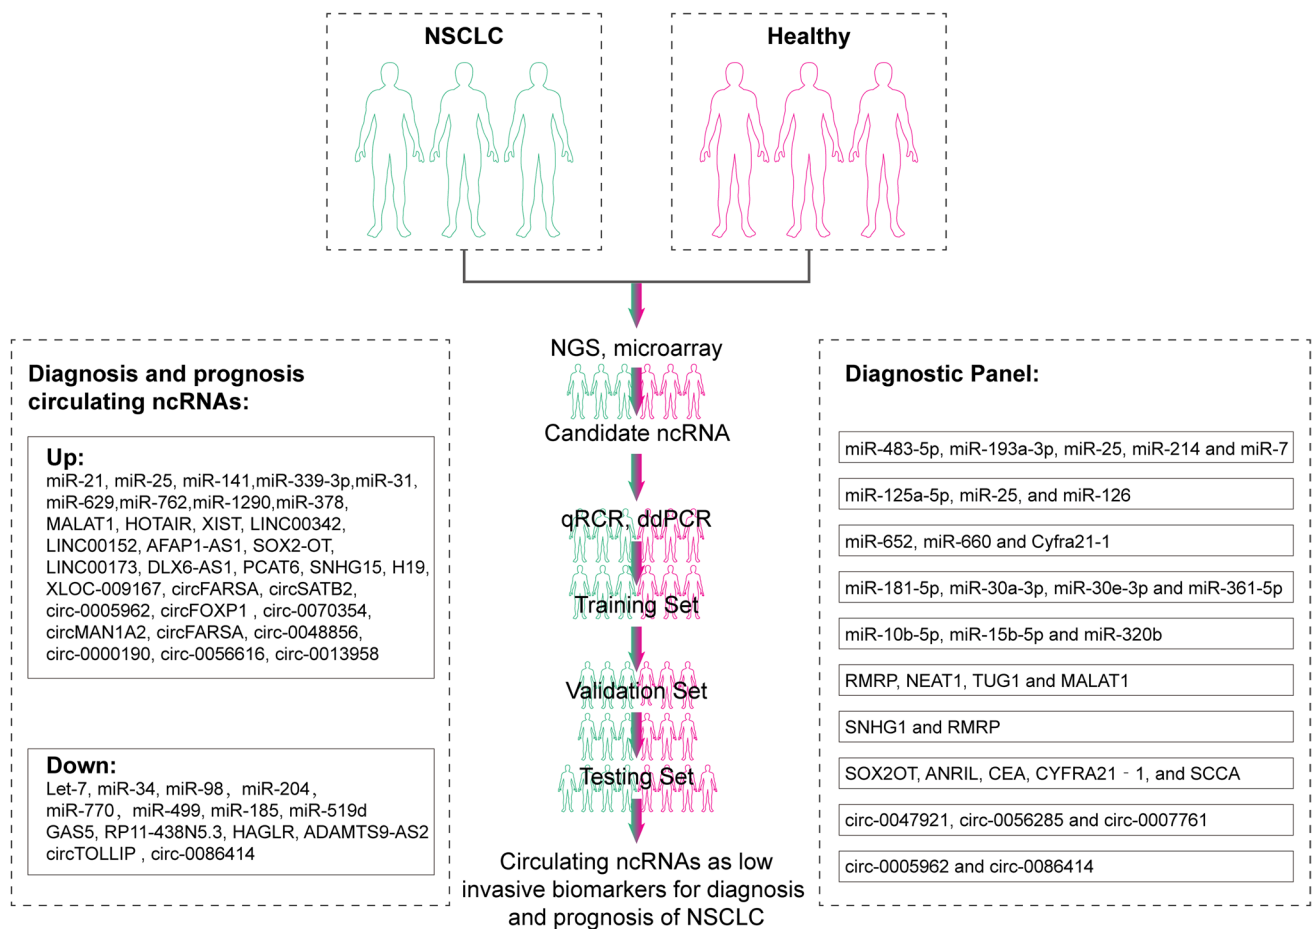 NSCLC
Healthy
Diagnosis and prognosis
circulating ncRNAs:
Up:
miR-21, miR-25, miR-141,miR-339-3p,miR-31,
miR-629,miR-762,miR-1290,miR-378,
MALAT1, HOTAIR, XIST, LINC00342,
LINC00152, AFAP1-AS1, SOX2-OT,
LINC00173, DLX6-AS1, PCAT6, SNHG15, H19,
XLOC-009167, circFARSA, circSATB2,
circ-0005962, circFOXP1 , circ-0070354,
circMAN1A2, circFARSA, circ-0048856,
circ-0000190, circ-0056616, circ-0013958
Down:
Let-7, miR-34, miR-98, miR-204,
miR-770, miR-499, miR-185, miR-519d
GAS5, RP11-438N5.3, HAGLR, ADAMTS9-AS2
circTOLLIP , circ-0086414
NGS, microarray
Candidate ncRNA
qRCR, ddPCR
Training Set
Validation Set
Testing Set
Circulating ncRNAs as low
invasive biomarkers for diagnosis
and prognosis of NSCLC
Diagnostic Panel:
miR-483-5p, miR-193a-3p, miR-25, miR-214 and miR-7
miR-125a-5p, miR-25, and miR-126
miR-652, miR-660 and Cyfra21-1
miR-181-5p, miR-30a-3p, miR-30e-3p and miR-361-5p
miR-10b-5p, miR-15b-5p and miR-320b
RMRP, NEAT1, TUG1 and MALAT1
SNHG1 and RMRP
SOX2OT, ANRIL, CEA, CYFRA21‐1, and SCCA
circ-0047921, circ-0056285 and circ-0007761
circ-0005962 and circ-0086414